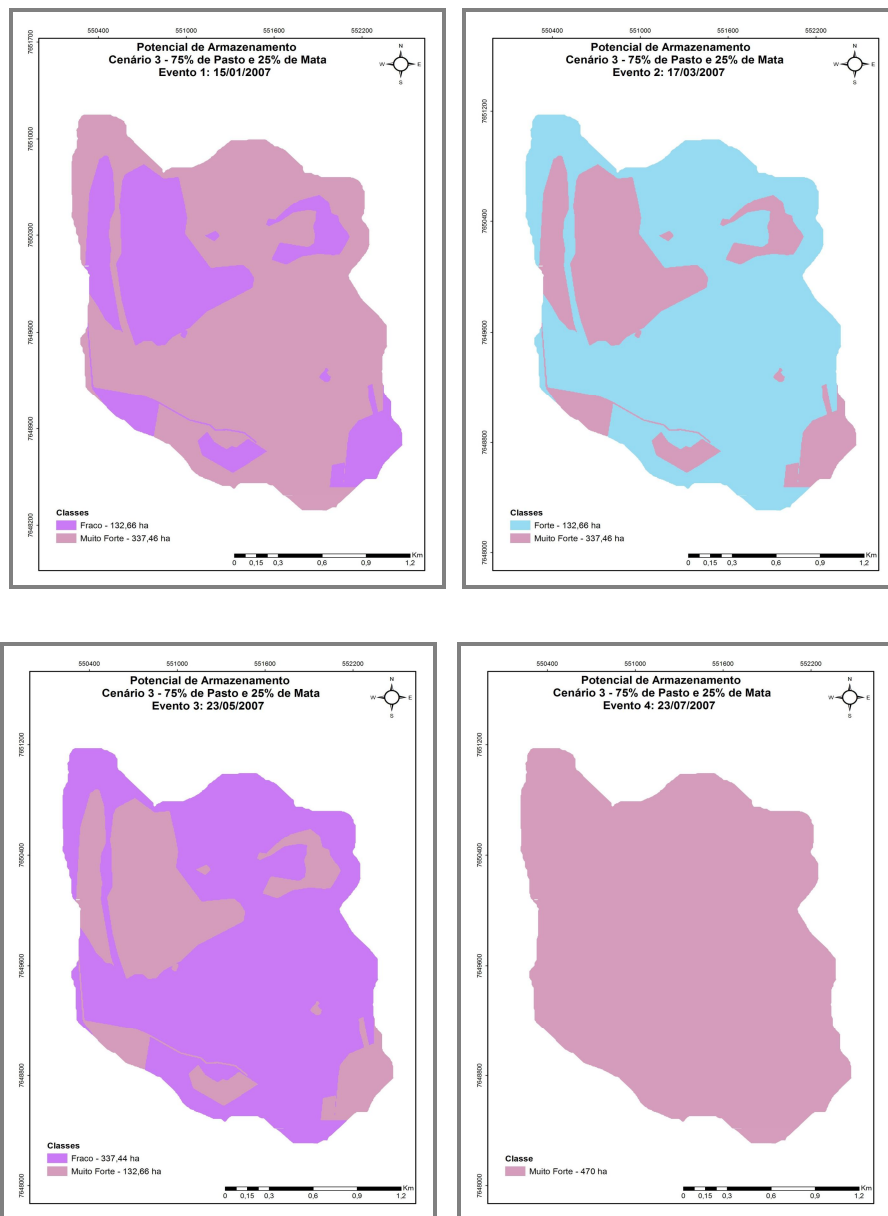 550400 551000 551600 552200
Potencial de Armazenamento
Cenário 3 - 75% de Pasto e 25% de Mata
Evento 1: 15/01/2007
N
W E
S
7651700
7651000
7650300
7649600
7648900
7648200
Classes
Fraco - 132,66 ha
Muito Forte - 337,46 ha
Km
0 0,15 0,3 0,6 0,9 1,2
550400 551000 551600 552200
Potencial de Armazenamento
Cenário 3 - 75% de Pasto e 25% de Mata
Evento 2: 17/03/2007
N
W E
S
7651200
7650400
7649600
7648800
7648000
Classes
Forte - 132,66 ha
Muito Forte - 337,46 ha
Km
0 0,15 0,3 0,6 0,9 1,2
550400 551000 551600 552200
Potencial de Armazenamento
Cenário 3 - 75% de Pasto e 25% de Mata
Evento 3: 23/05/2007
N
W E
S
7651200
7650400
7649600
7648800
7648000
Classes
Fraco - 337,44 ha
Muito Forte - 132,66 ha
Km
0 0,15 0,3 0,6 0,9 1,2
550400 551000 551600 552200
Potencial de Armazenamento
Cenário 3 - 75% de Pasto e 25% de Mata
Evento 4: 23/07/2007
N
W E
S
7651200
7650400
7649600
7648800
7648000
Classe
Muito Forte - 470 ha
Km
0 0,15 0,3 0,6 0,9 1,2